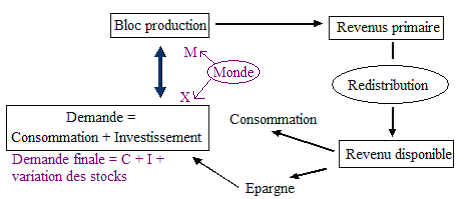 Bloc production
Revenus primaire
M
Monde
X
Redistribution
Demande =
Consommation + Investissement
Consommation
Demande finale = C + I +
variation des stocks
Revenu disponible
Epargne